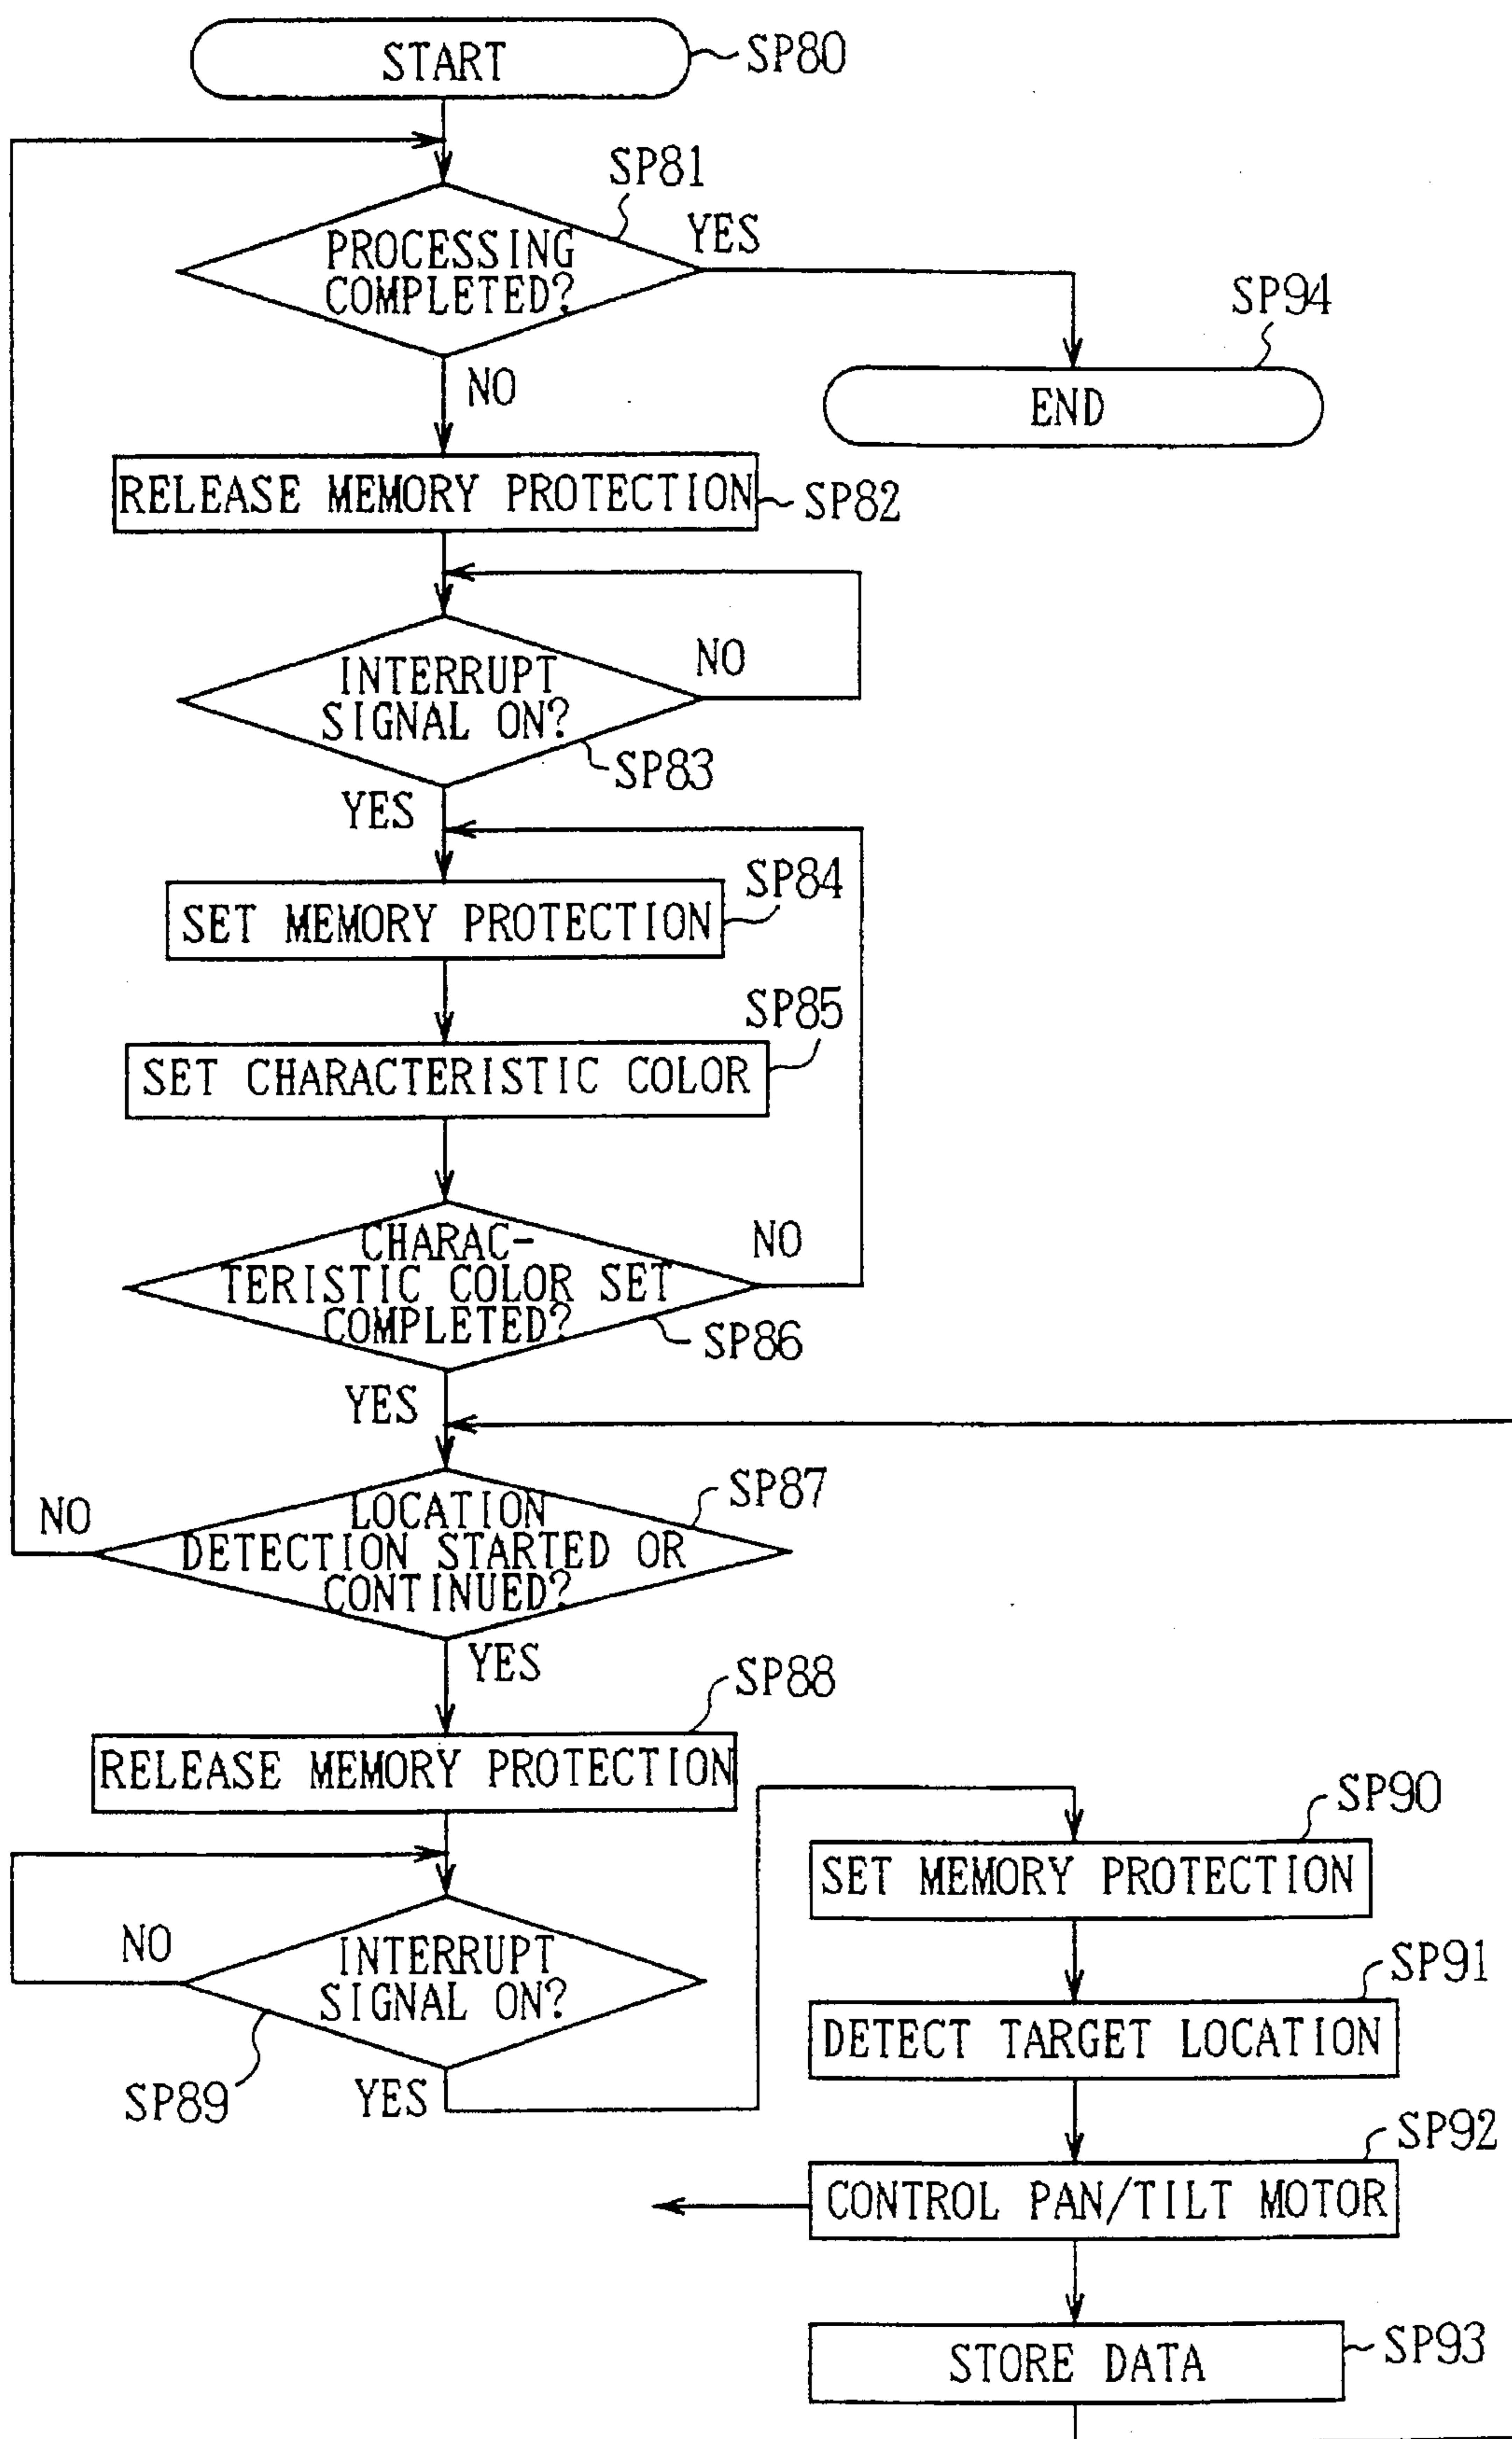 START
SP80
SP81
PROCESSING
COMPLETED?
YES
SP94
NO
END
RELEASE MEMORY PROTECTION
SP82
INTERRUPT
SIGNAL ON?
NO
SP83
YES
SP84
SET MEMORY PROTECTION
SP85
SET CHARACTERISTIC COLOR
CHARAC-
TERISTIC COLOR SET
COMPLETED?
NO
SP86
YES
SP87
NO
LOCATION
DETECTION STARTED OR
CONTINUED?
YES
SP88
RELEASE MEMORY PROTECTION
SP90
SET MEMORY PROTECTION
NO
INTERRUPT
SIGNAL ON?
SP91
DETECT TARGET LOCATION
SP89
YES
SP92
CONTROL PAN/TILT MOTOR
SP93
STORE DATA